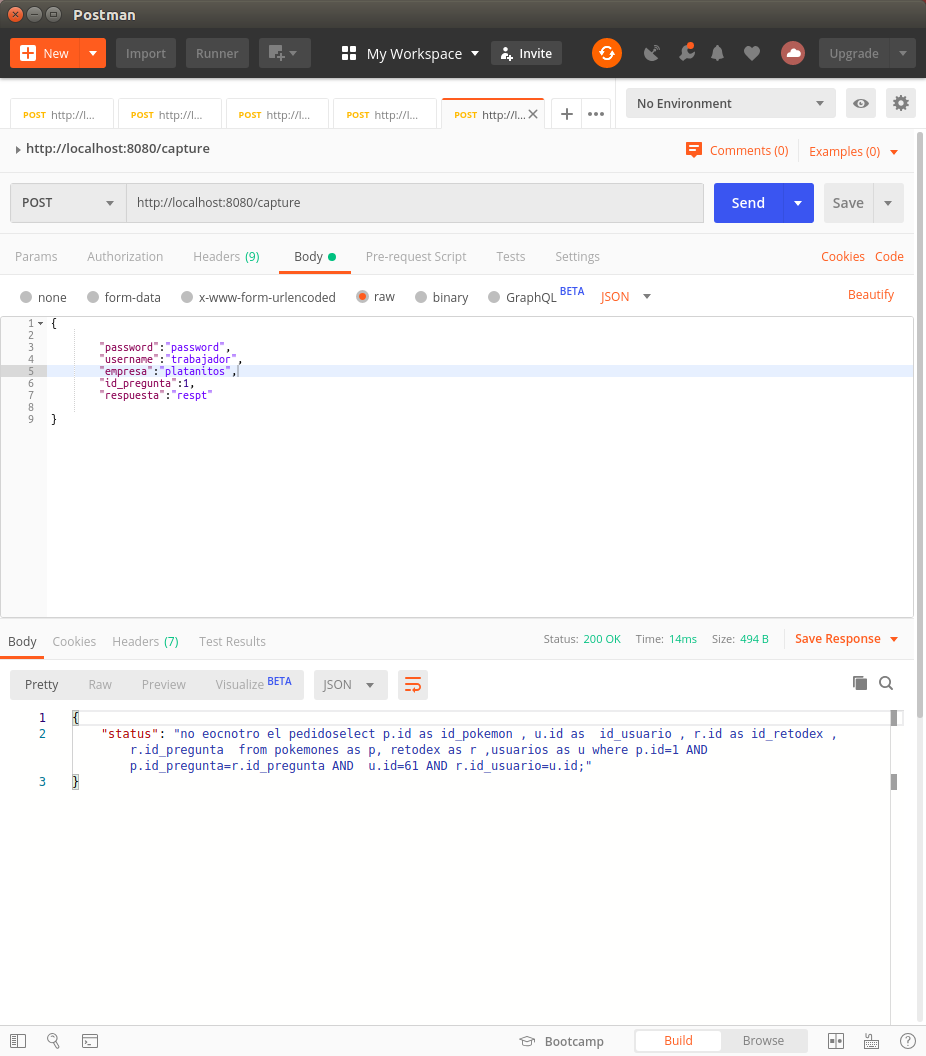 Postman
New
Import
Runner
My Workspace
Invite
Upgrade
POST http://l...
POST http://l...
POST http://l...
POST http://l...
POST http://l...
No Environment
http://localhost:8080/capture
Comments (0)
Examples (0)
POST
http://localhost:8080/capture
Send
Save
Params
Authorization
Headers (9)
Body
Pre-request Script
Tests
Settings
Cookies
Code
none
form-data
x-www-form-urlencoded
raw
binary
GraphQL BETA
JSON
Beautify
1 {
2
3 "password":"password",
4 "username":"trabajador",
5 "empresa":"platanitos",
6 "id_pregunta":1,
7 "respuesta":"respt"
8
9 }
Body
Cookies
Headers (7)
Test Results
Status: 200 OK
Time: 14ms
Size: 494 B
Save Response
Pretty
Raw
Preview
Visualize BETA
JSON
1 {
2 "status": "no eocnotro el pedidoselect p.id as id_pokemon , u.id as  id_usuario , r.id as id_retodex ,
r.id_pregunta  from pokemones as p, retodex as r ,usuarios as u where p.id=1 AND
p.id_pregunta=r.id_pregunta AND  u.id=61 AND r.id_usuario=u.id;"
3 }
Bootcamp
Build
Browse